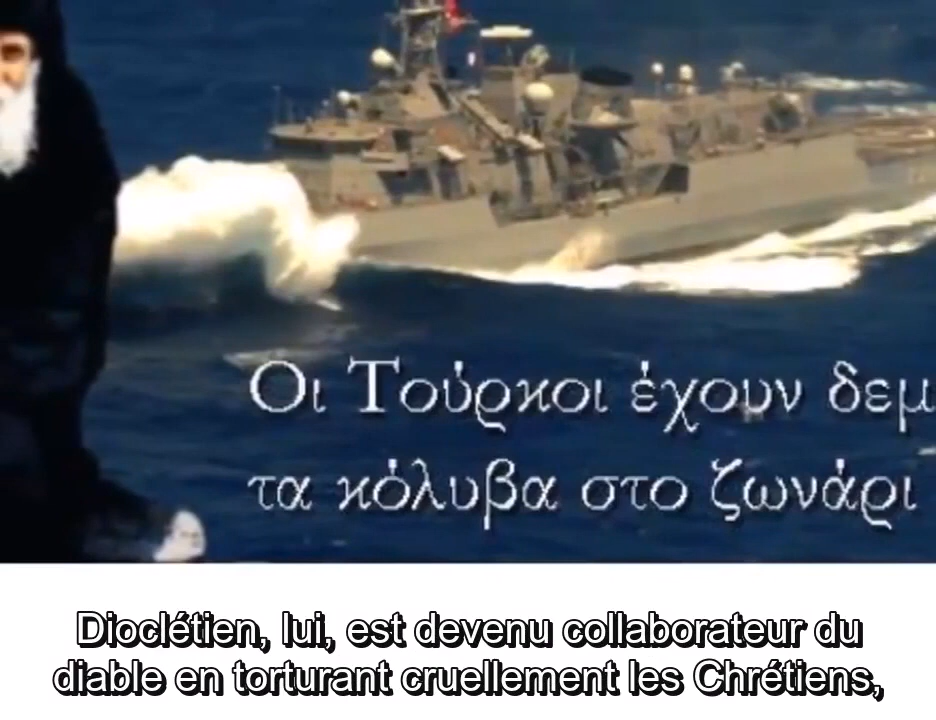 Οι Τούρκοι έχουν δεμ
τα κόλυβα στο ζωνάρι
Dioclétien, lui, est devenu collaborateur du
diable en torturant cruellement les Chrétiens,